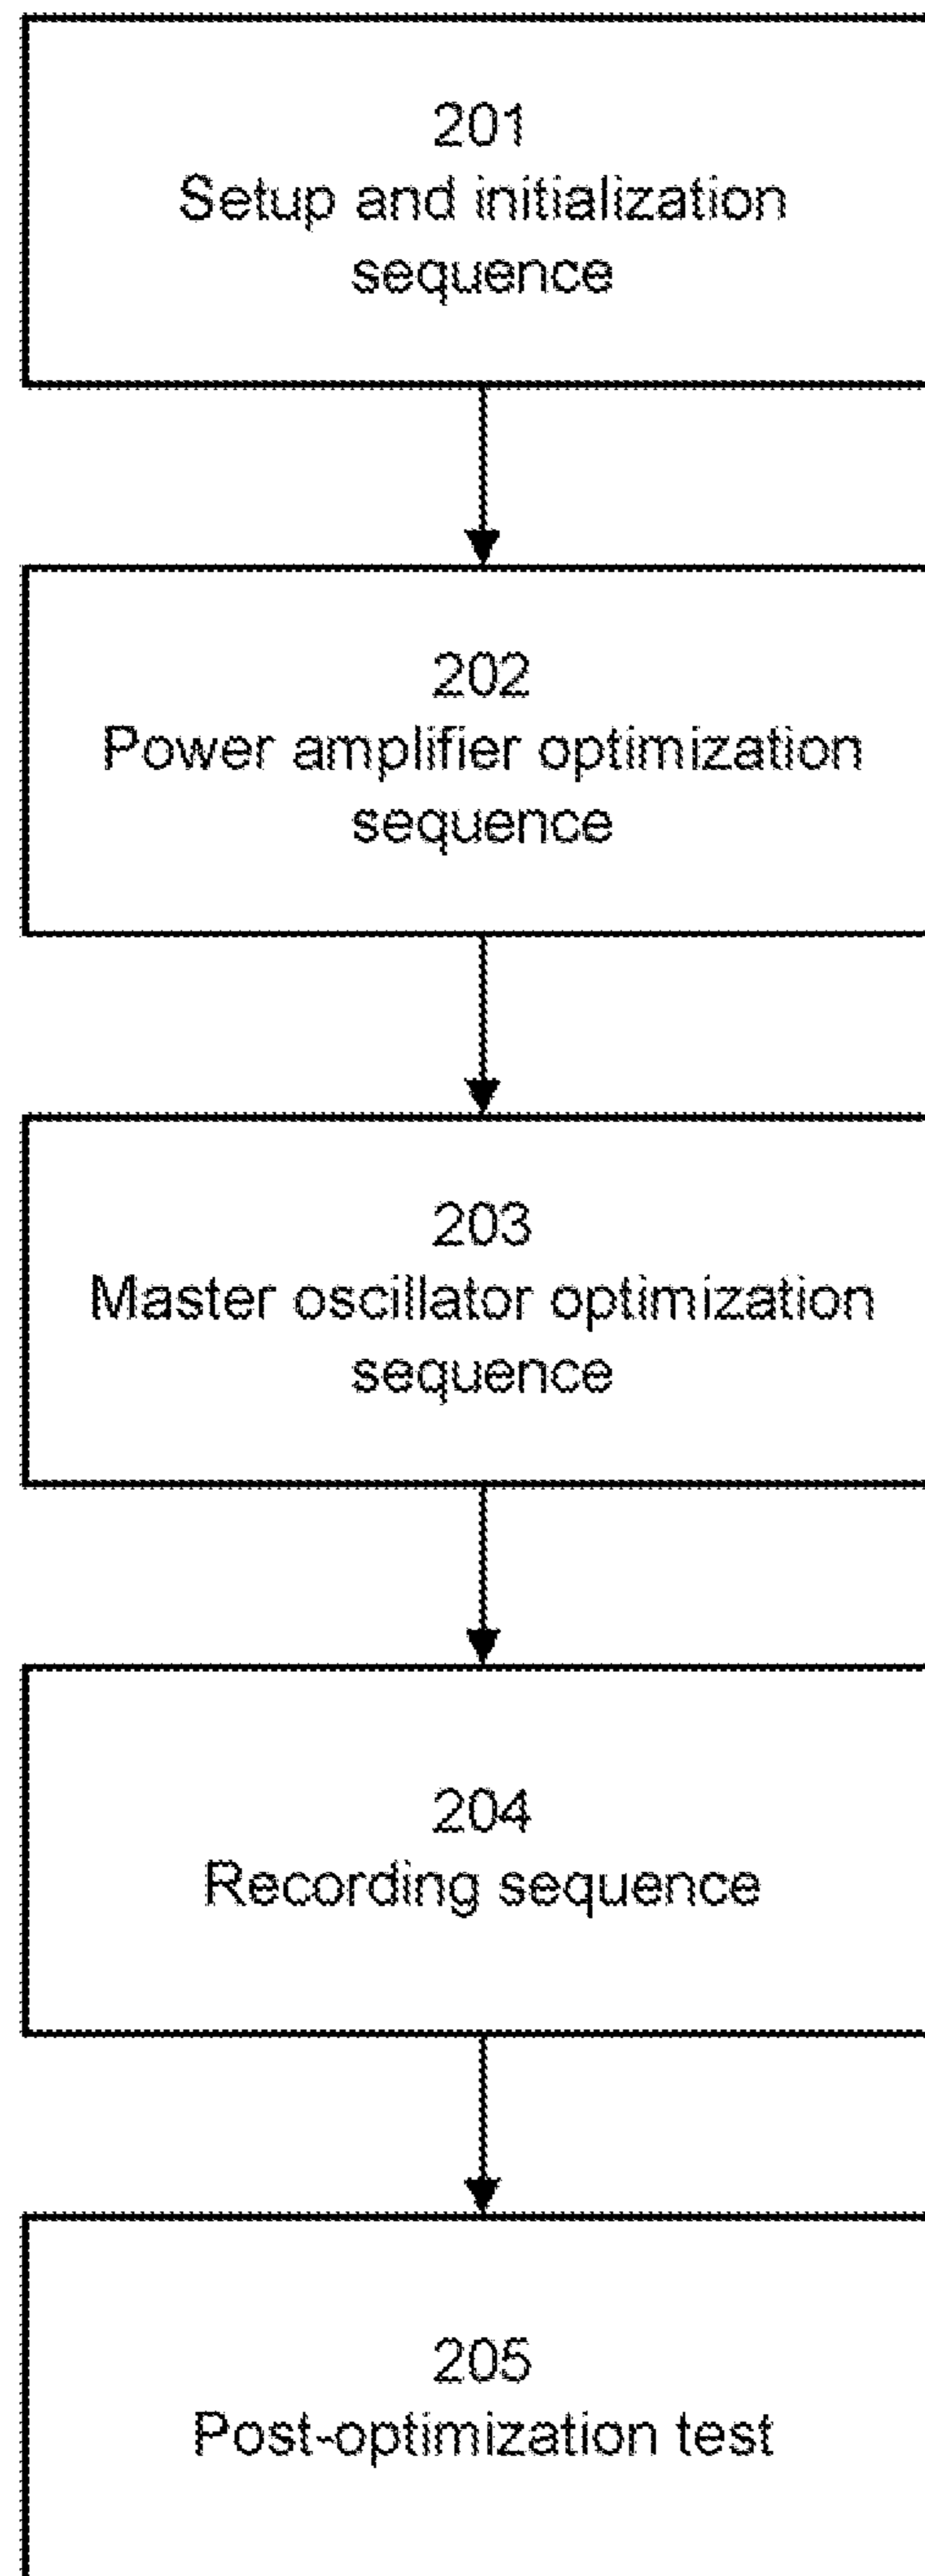 201
Setup and initialization
sequence
202
Power amplifier optimization
sequence
203
Master oscillator optimization
sequence
204
Recording sequence
205
Post-optimization test